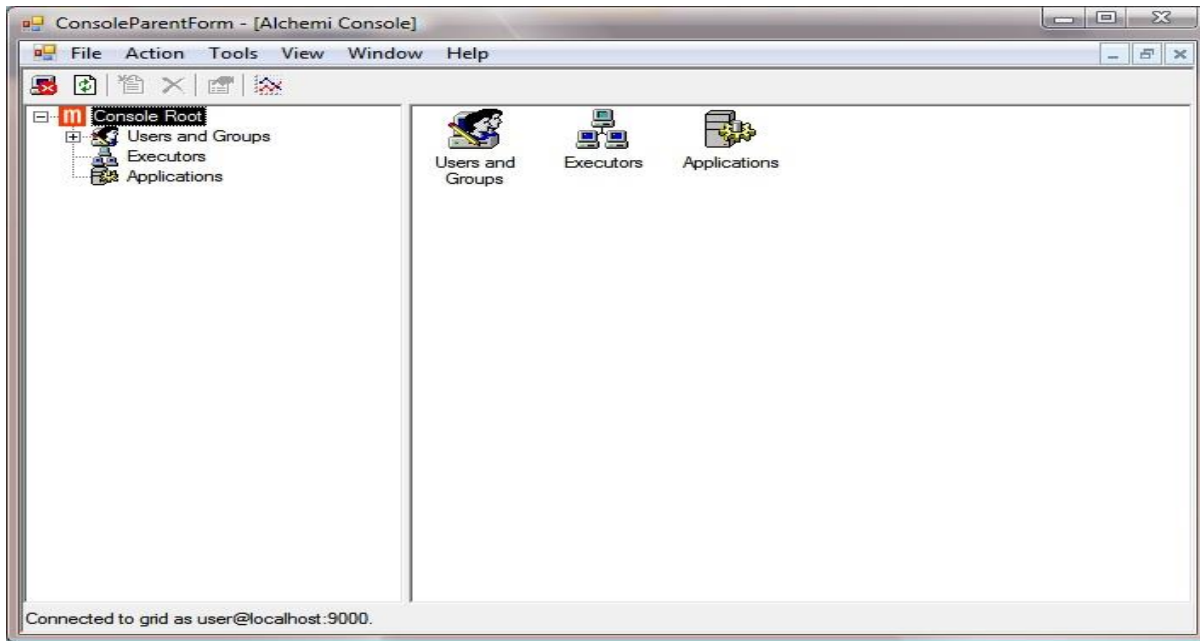 ConsoleParentForm - [Alchemi Console]
File Action Tools View Window Help
Console Root
Users and Groups
Executors
Applications
Users and
Groups
Executors
Applications
Connected to grid as user@localhost:9000.